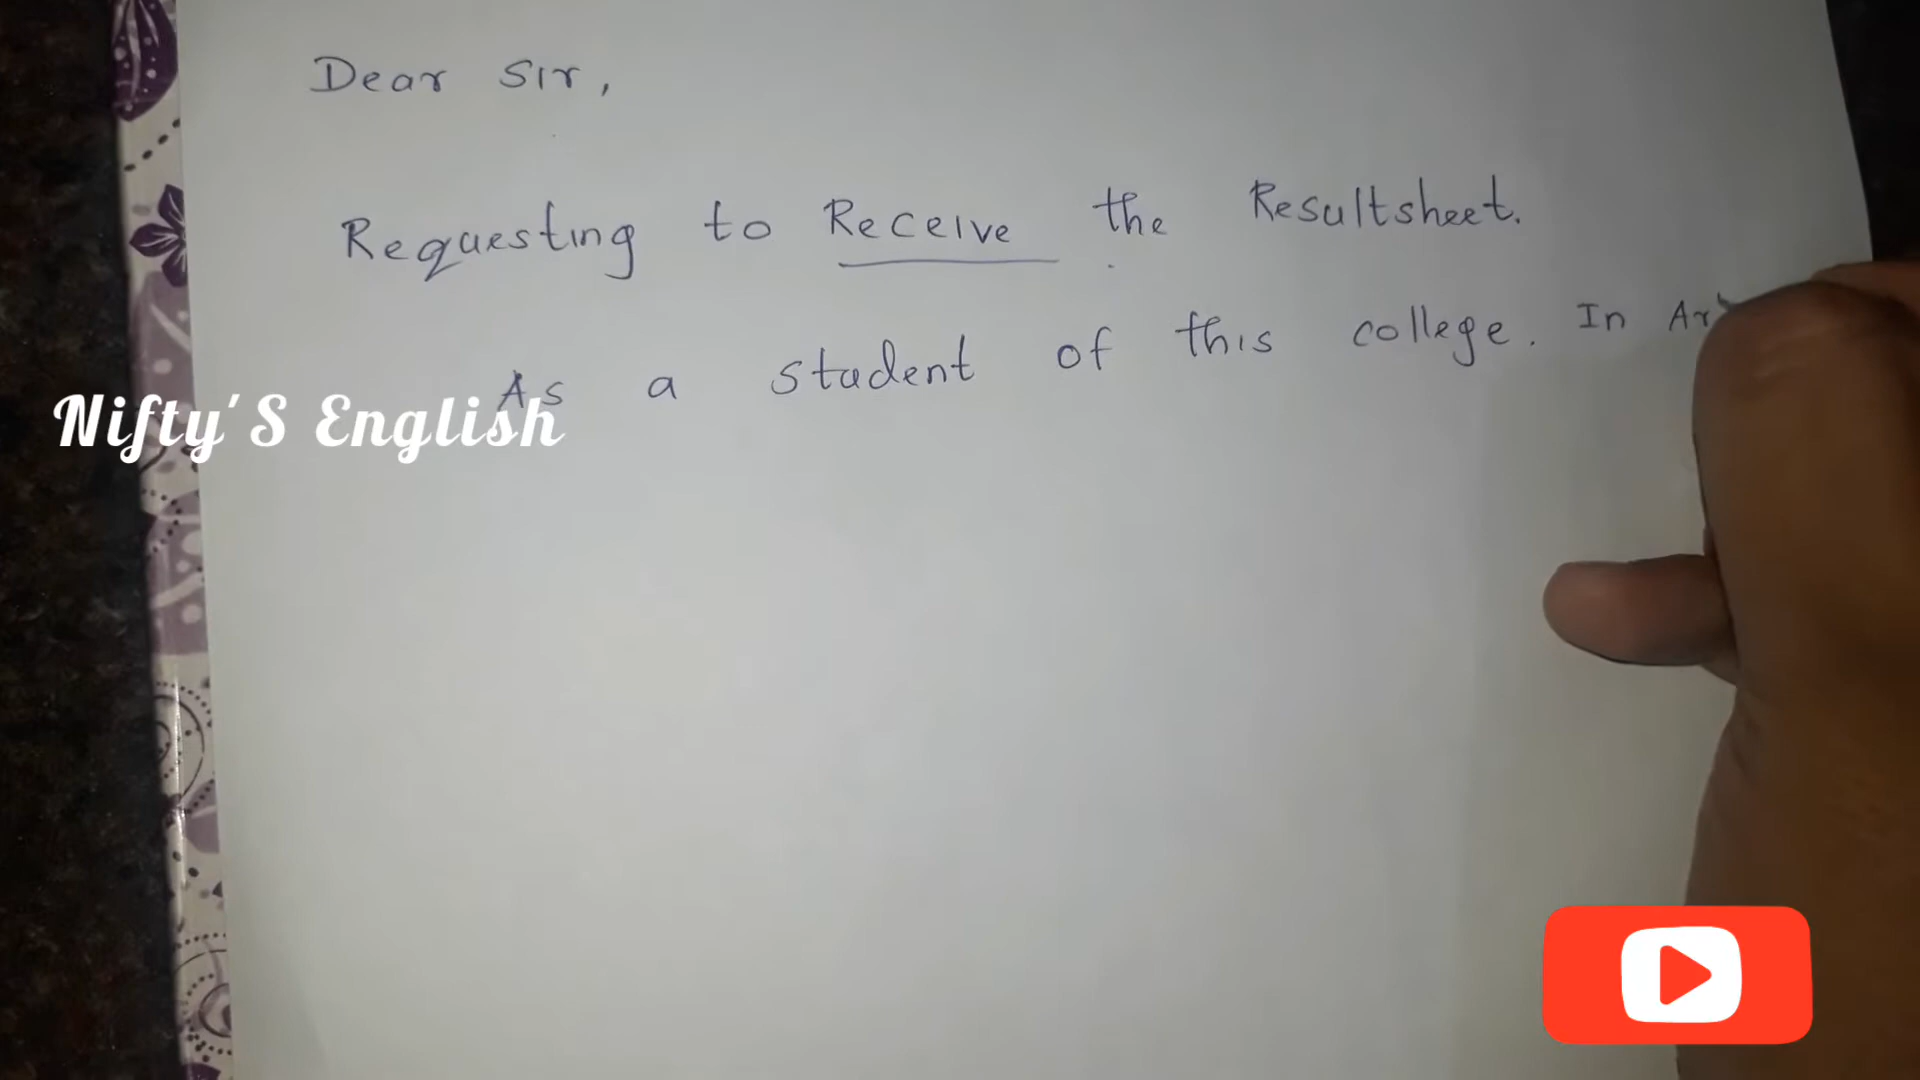 Dear Sir,
Requesting to Receive the Resultsheet.
As a student of this college. In
Nifty'S English